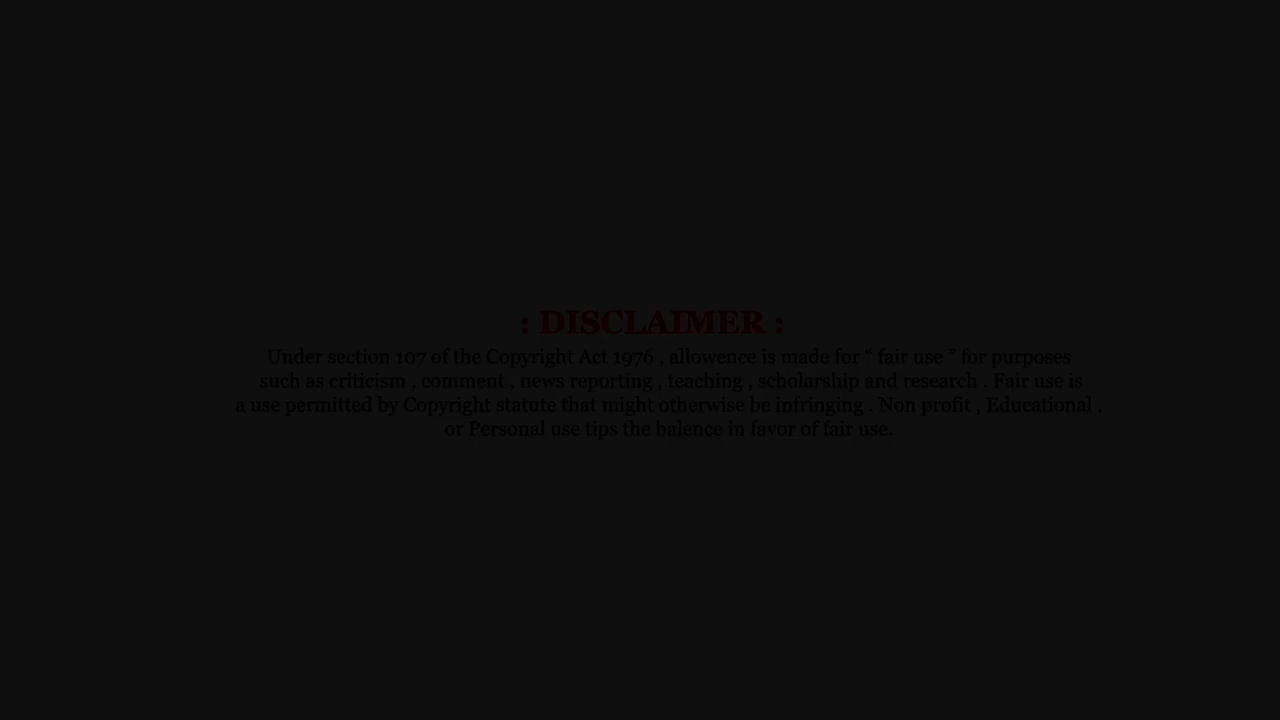 : DISCLAIMER :
Under section 107 of the Copyright Act 1976 , allowence is made for “ fair use ” for purposes
such as criticism , comment , news reporting , teaching , scholarship and research . Fair use is
a use permitted by Copyright statute that might otherwise be infringing . Non profit , Educational ,
or Personal use tips the balence in favor of fair use.